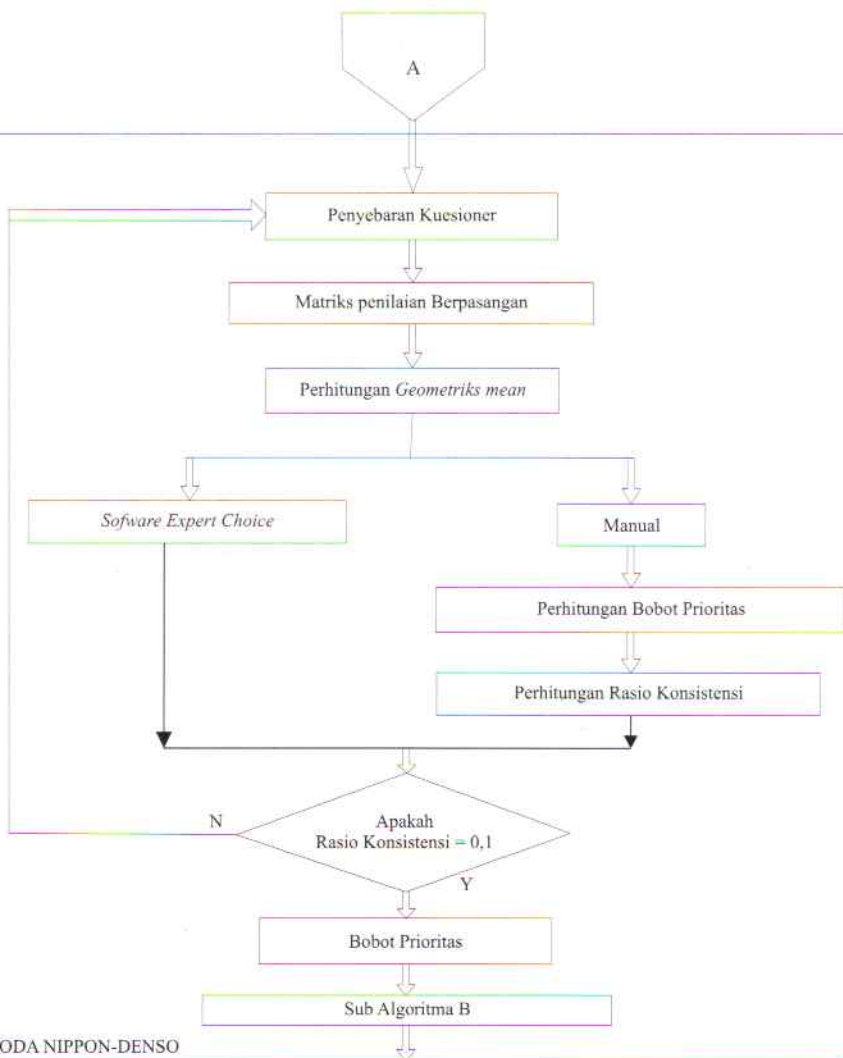 A
Penyebaran Kuesioner
Matriks penilaian Berpasangan
Perhitungan Geometriks mean
Sofware Expert Choice
Manual
Perhitungan Bobot Prioritas
Perhitungan Rasio Konsistensi
Apakah
Rasio Konsistensi = 0,1
N
Y
Bobot Prioritas
Sub Algoritma B
ODA NIPPON-DENSO